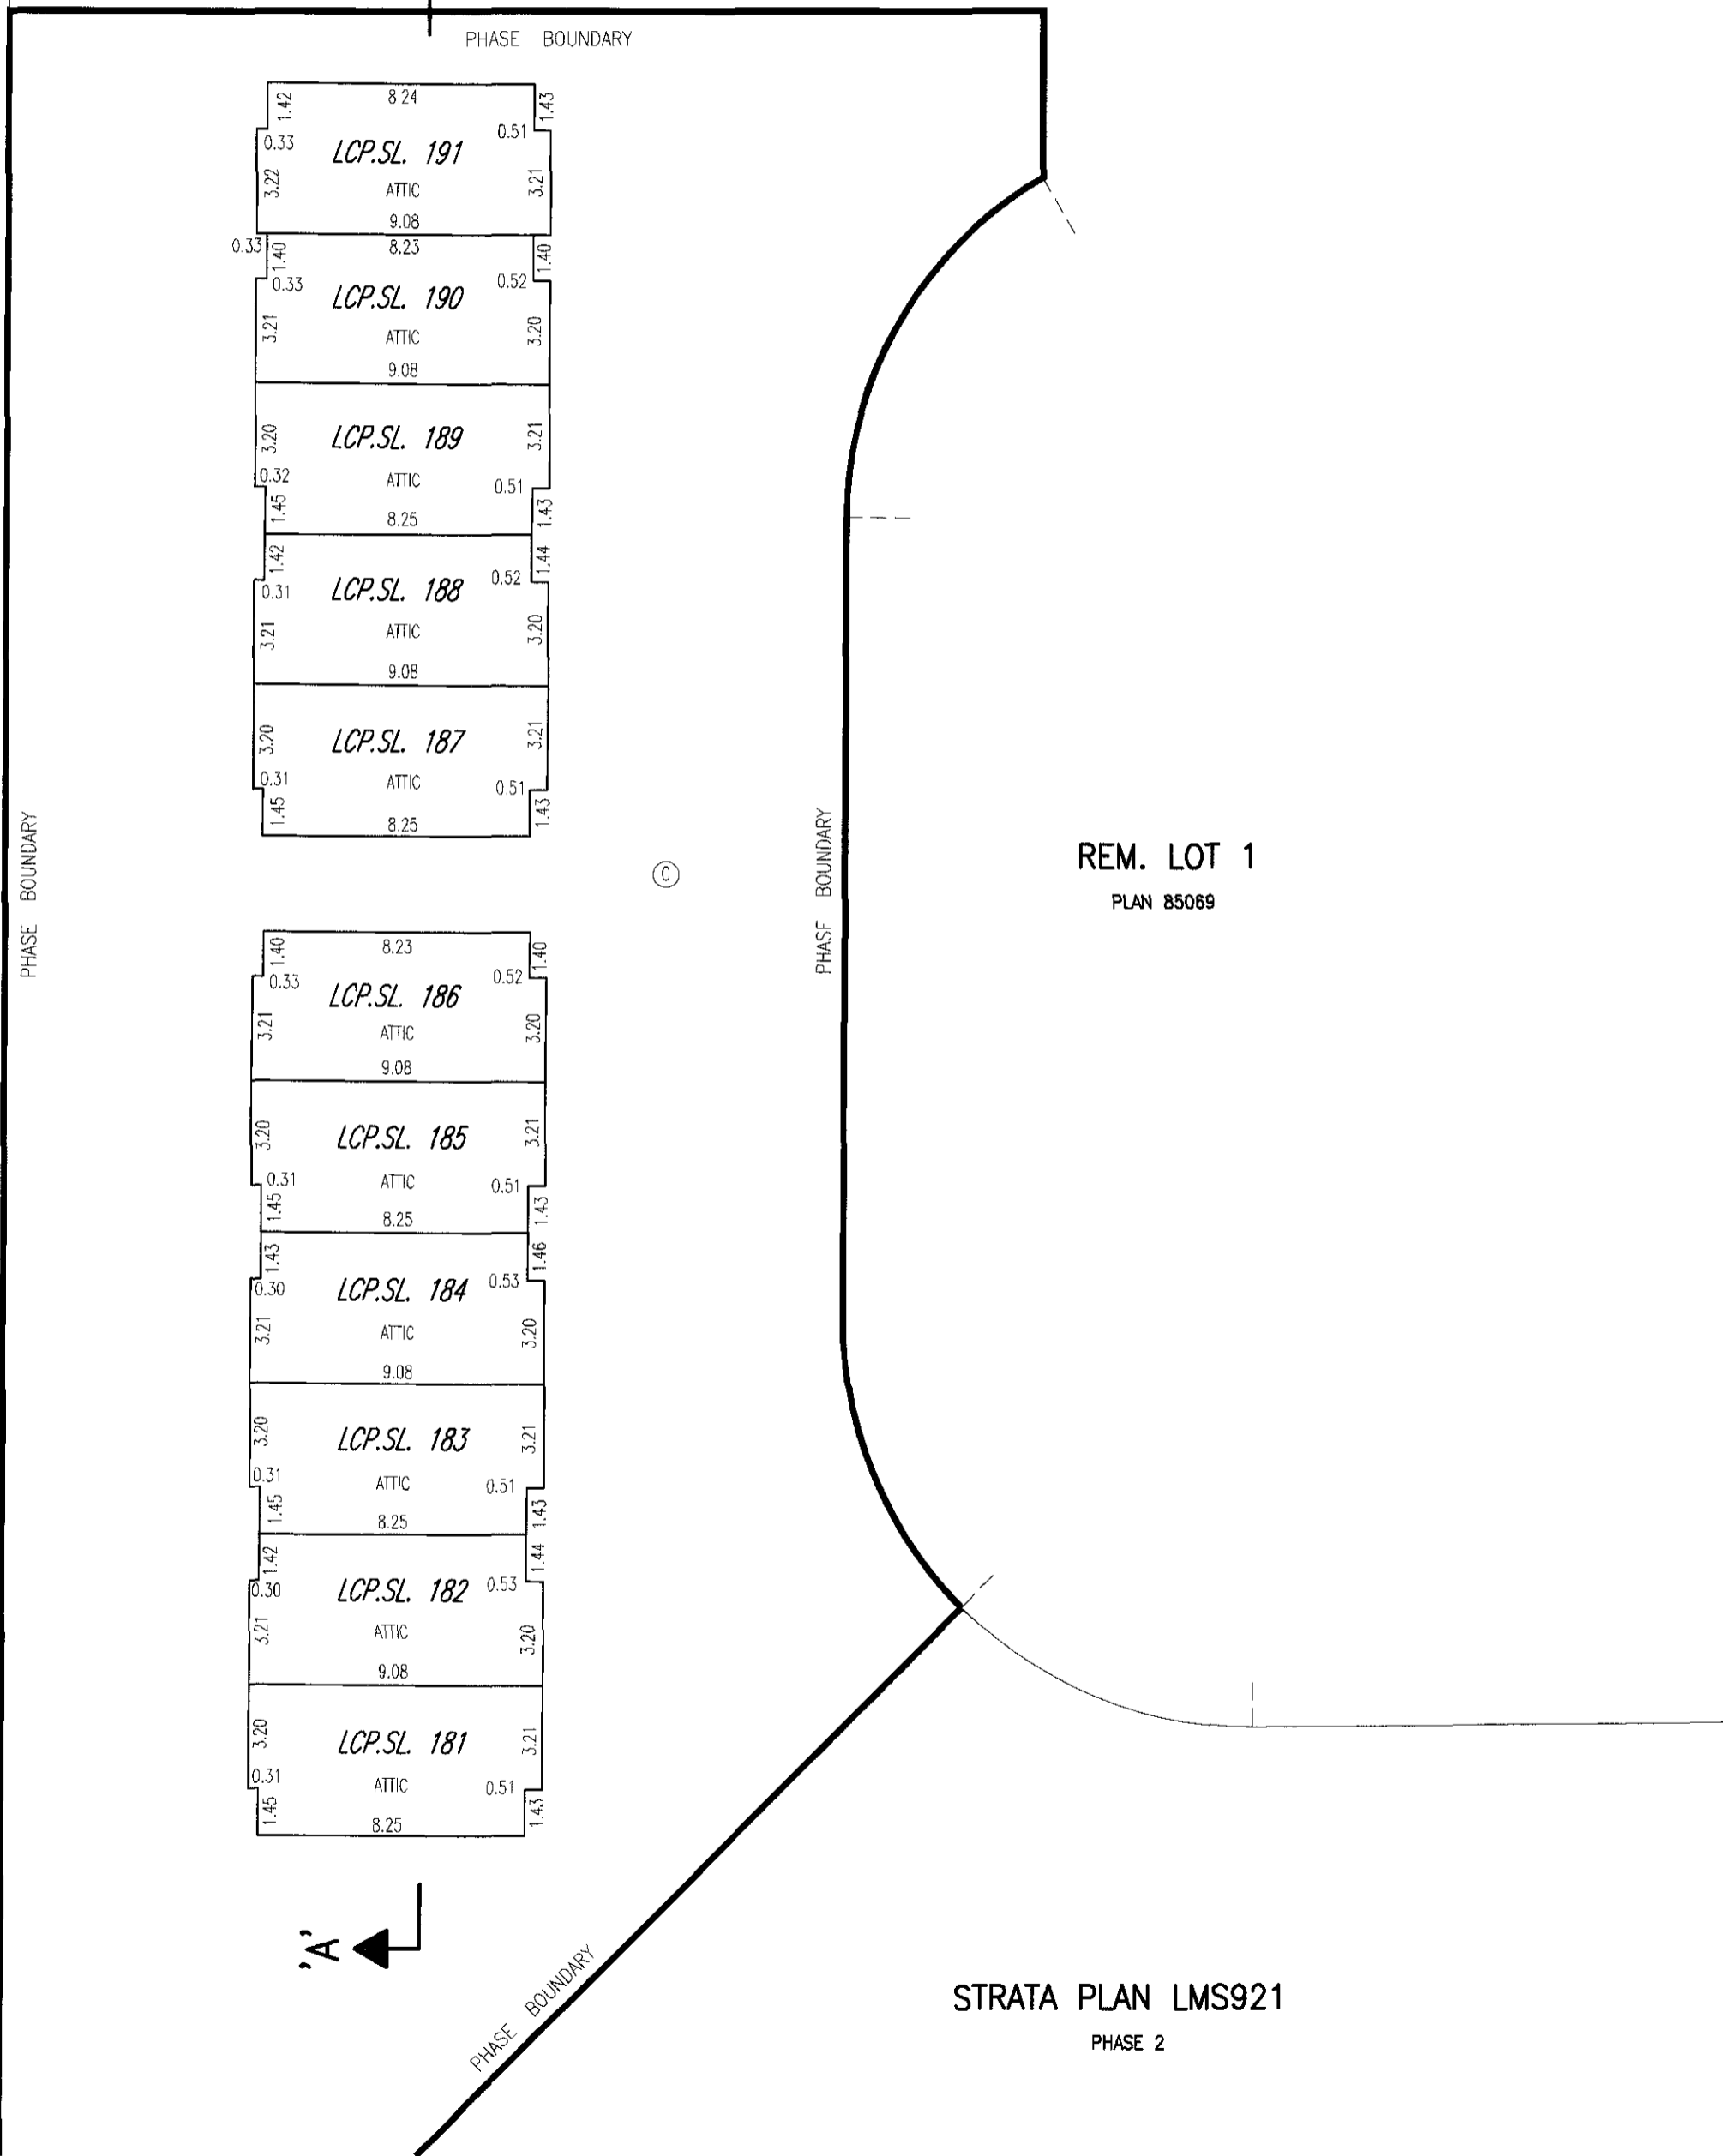 PHASE BOUNDARY
8.24
1.42
1.43
0.33
0.51
LCP.SL. 191
3.22
3.21
ATTIC
9.08
0.33
1.40
8.23
1.40
0.33
0.52
LCP.SL. 190
3.21
3.20
ATTIC
9.08
3.20
LCP.SL. 189
3.21
0.32
ATTIC
0.51
1.45
8.25
1.43
1.42
1.44
0.31
0.52
LCP.SL. 188
3.21
ATTIC
3.20
9.08
3.20
LCP.SL. 187
3.21
0.31
ATTIC
0.51
1.45
8.25
1.43
PHASE BOUNDARY
C
PHASE BOUNDARY
REM. LOT 1
PLAN 85069
1.40
8.23
1.40
0.33
0.52
LCP.SL. 186
3.21
ATTIC
3.20
9.08
3.20
LCP.SL. 185
3.21
0.31
ATTIC
0.51
1.45
8.25
1.43
1.43
1.46
0.30
0.53
LCP.SL. 184
3.21
ATTIC
3.20
9.08
3.20
LCP.SL. 183
3.21
0.31
ATTIC
0.51
1.45
8.25
1.43
1.42
1.44
0.30
0.53
LCP.SL. 182
3.21
ATTIC
3.20
9.08
3.20
LCP.SL. 181
3.21
0.31
ATTIC
0.51
1.45
8.25
1.43
'A'
PHASE BOUNDARY
STRATA PLAN LMS921
PHASE 2